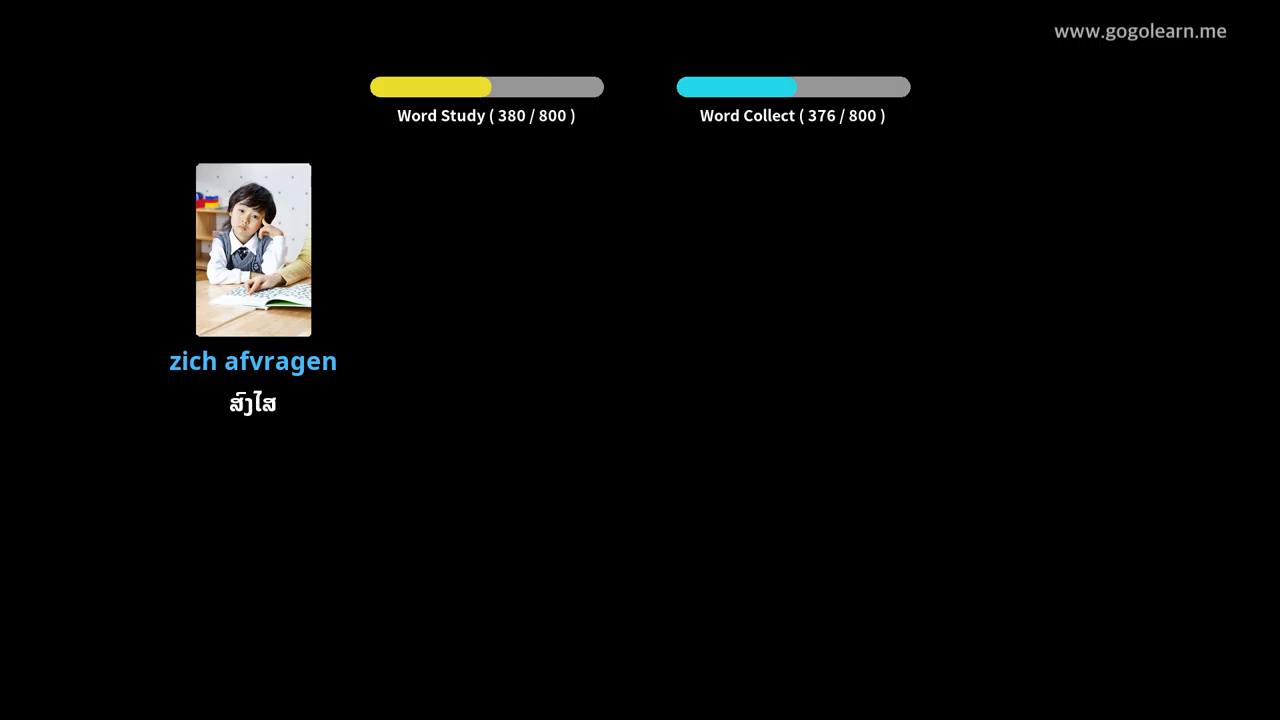 www.gogolearn.me
Word Study ( 380 / 800 )
Word Collect ( 376 / 800 )
zich afvragen
ສົງໄສ